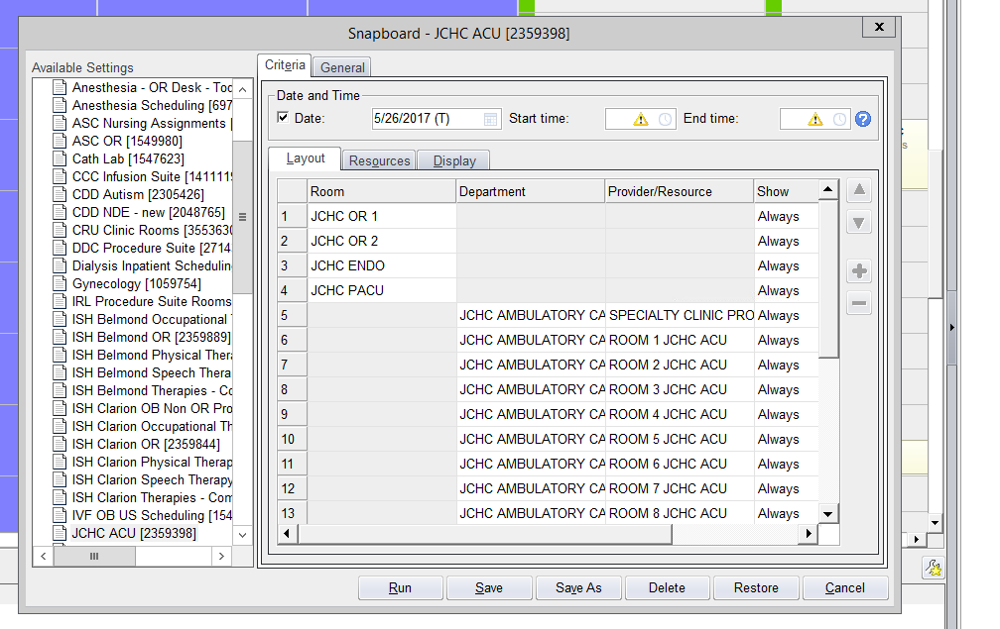 Snapboard - JCHC ACU [2359398]
x
Available Settings
Anesthesia - OR Desk - Toc
Anesthesia Scheduling [697
ASC Nursing Assignments
ASC OR [1549980]
Cath Lab [1547623]
CCC Infusion Suite [1411119
CDD Autism [2305426]
CDD NDE - new [2048765]
CRU Clinic Rooms [3553630
DDC Procedure Suite [2714
Dialysis Inpatient Schedulin
Gynecology [1059754]
IRL Procedure Suite Rooms
ISH Belmond Occupational
ISH Belmond OR [2359889]
ISH Belmond Physical Thera
ISH Belmond Speech Thera
ISH Belmond Therapies - Co
ISH Clarion OB Non OR Pro
ISH Clarion Occupational Th
ISH Clarion OR [2359844]
ISH Clarion Physical Therap
ISH Clarion Speech Therapy
ISH Clarion Therapies - Com
IVF OB US Scheduling [154
JCHC ACU [2359398]
Criteria General
Date and Time
Date: 5/26/2017 (T) Start time: End time: ?
Layout Resources Display
Room Department Provider/Resource Show
1 JCHC OR 1 Always
2 JCHC OR 2 Always
3 JCHC ENDO Always
4 JCHC PACU Always
5 JCHC AMBULATORY CA SPECIALTY CLINIC PRO Always
6 JCHC AMBULATORY CA ROOM 1 JCHC ACU Always
7 JCHC AMBULATORY CA ROOM 2 JCHC ACU Always
8 JCHC AMBULATORY CA ROOM 3 JCHC ACU Always
9 JCHC AMBULATORY CA ROOM 4 JCHC ACU Always
10 JCHC AMBULATORY CA ROOM 5 JCHC ACU Always
11 JCHC AMBULATORY CA ROOM 6 JCHC ACU Always
12 JCHC AMBULATORY CA ROOM 7 JCHC ACU Always
13 JCHC AMBULATORY CA ROOM 8 JCHC ACU Always
Run Save Save As Delete Restore Cancel